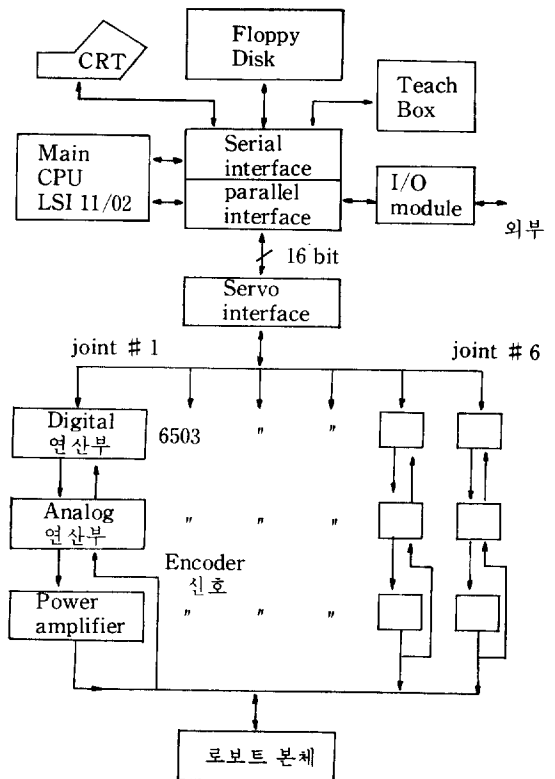 CRT
Floppy
Disk
Teach
Box
Main
CPU
LSI 11/02
Serial
interface
parallel
interface
I/O
module
외부
16 bit
Servo
interface
joint # 1
joint # 6
Digital
연산부
6503
"
"
Analog
연산부
"
"
"
Encoder
신호
Power
amplifier
"
"
"
로보트 본체